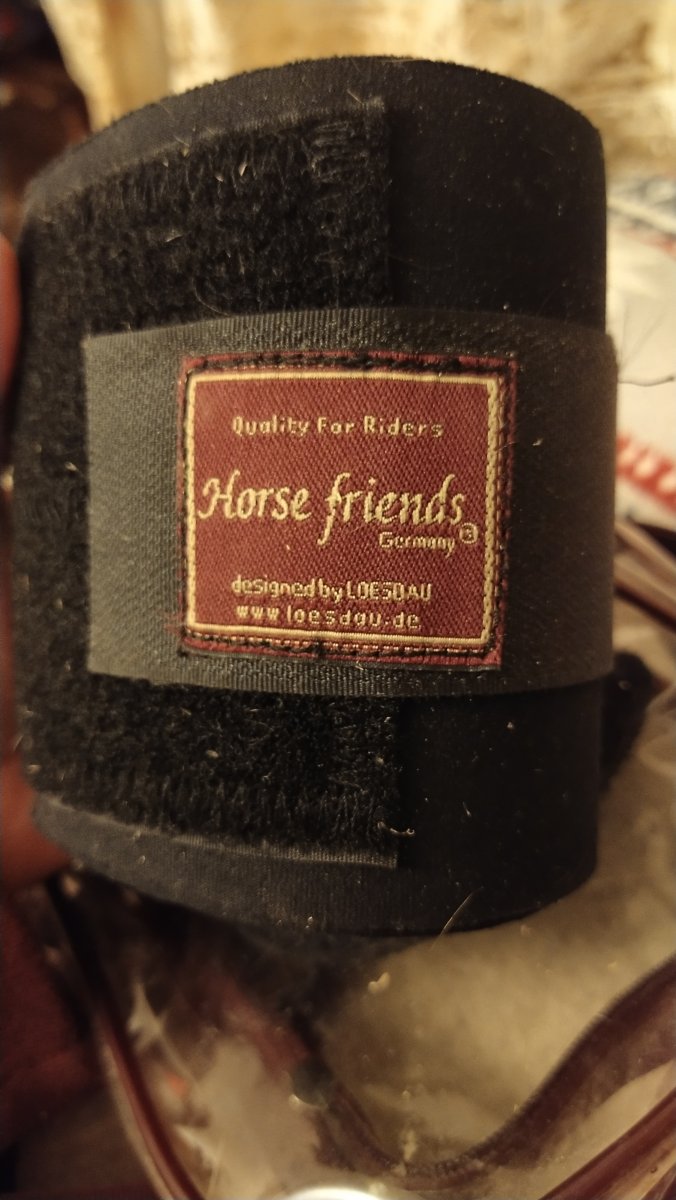 Quality For Riders
Horse friends
Germany ®
designed by LOESDAU
www.loesdau.de